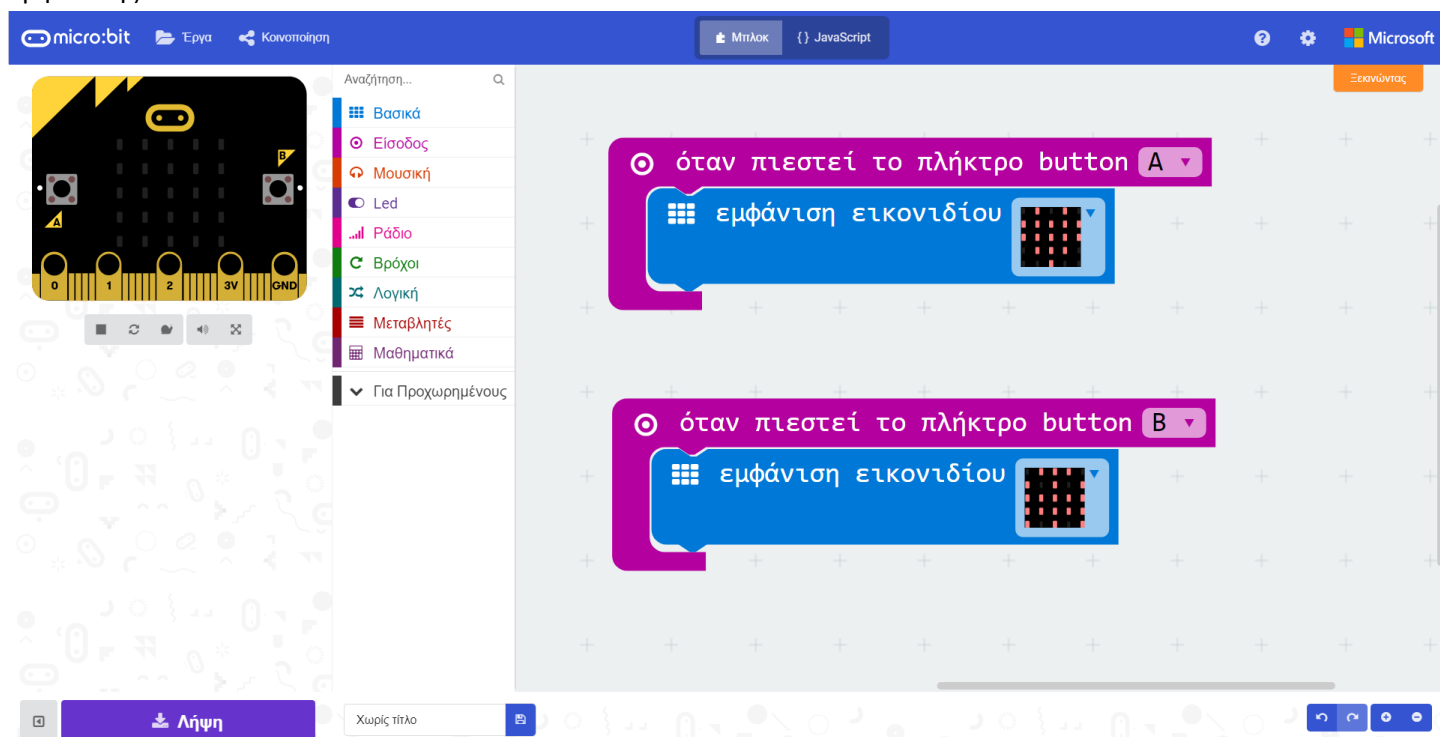 micro:bit Έργα Κοινοποίηση Μπλοκ {} JavaScript ? Microsoft
Ξεκινώντας
Αναζήτηση...
Βασικά
Είσοδος
Μουσική
Led
Ράδιο
Βρόχοι
Λογική
Μεταβλητές
Μαθηματικά
Για Προχωρημένους
B
A
0 1 2 3V GND
όταν πιεστεί το πλήκτρο button A
εμφάνιση εικονιδίου
όταν πιεστεί το πλήκτρο button B
εμφάνιση εικονιδίου
Λήψη
Χωρίς τίτλο